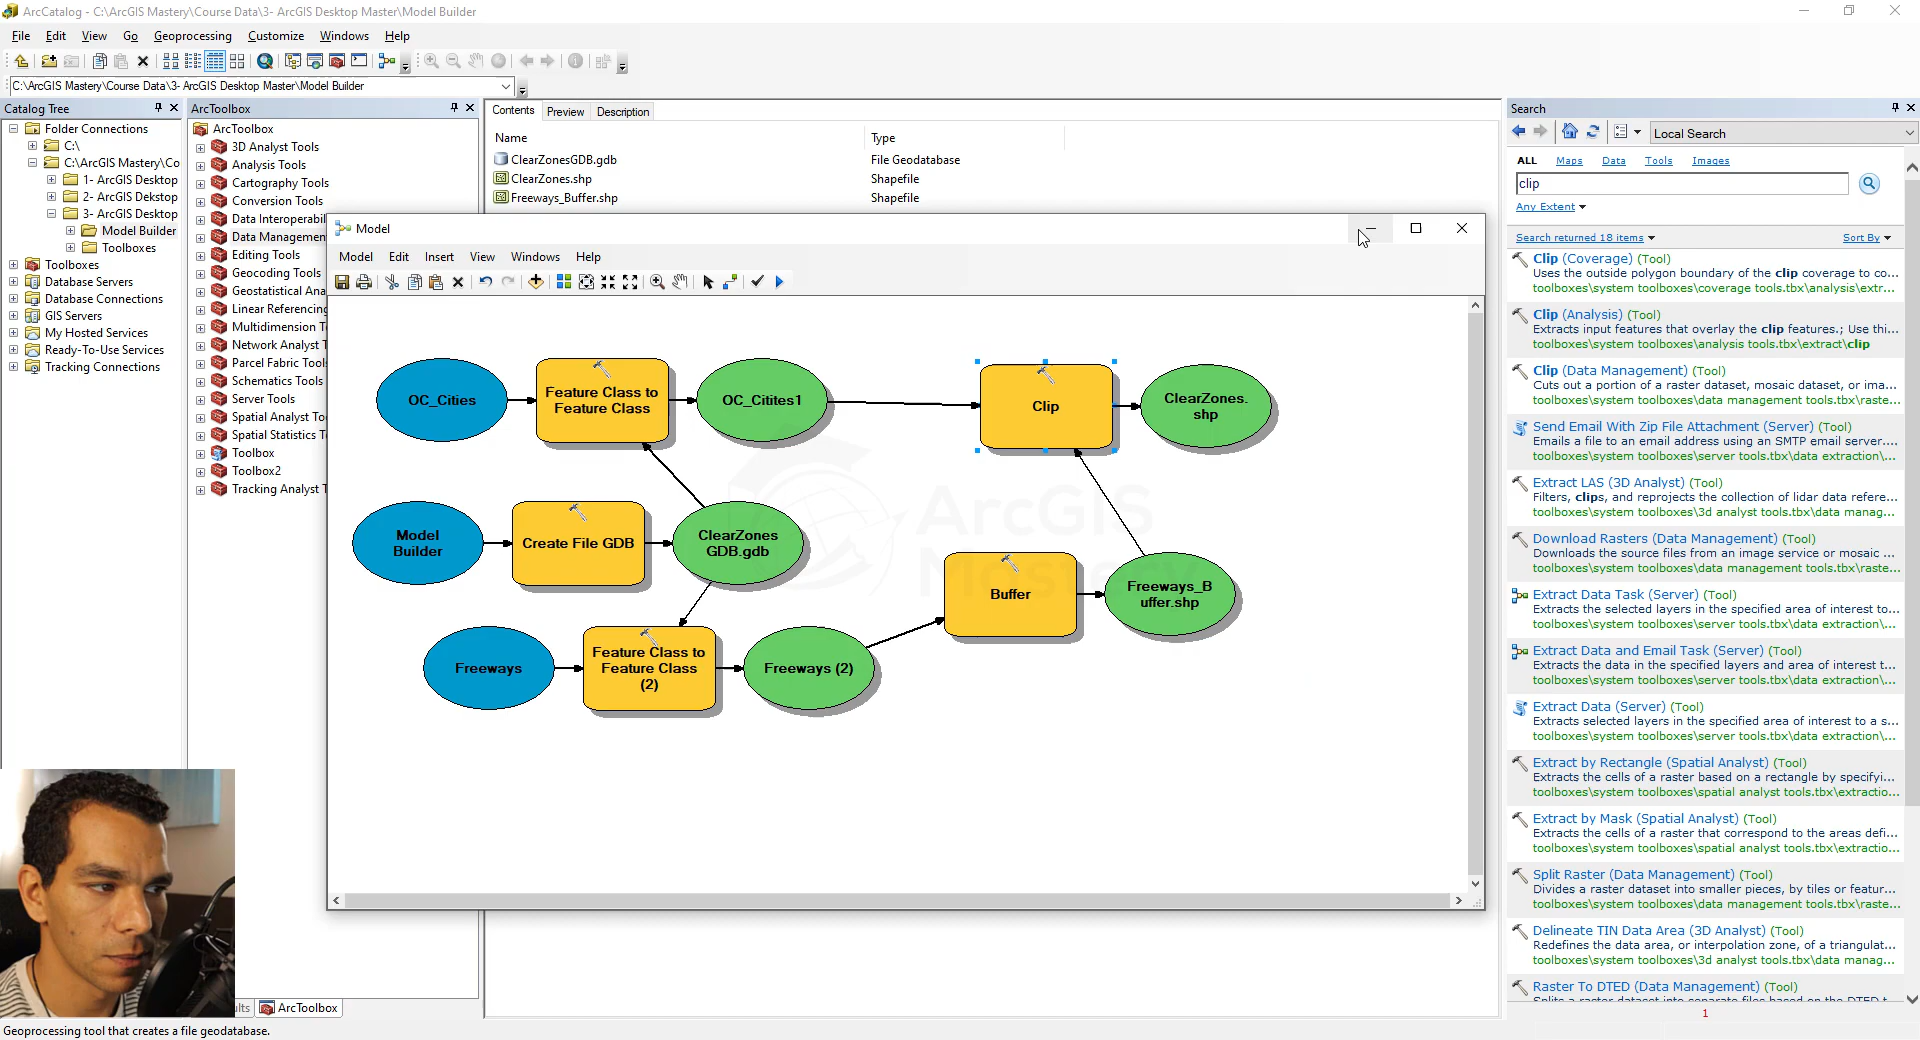 ArcCatalog - C:\ArcGIS Mastery\Course Data\3- ArcGIS Desktop Master\Model Builder
File Edit View Go Geoprocessing Customize Windows Help
C:\ArcGIS Mastery\Course Data\3- ArcGIS Desktop Master\Model Builder
Catalog Tree
Folder Connections
C:\
C:\ArcGIS Mastery\Co
1- ArcGIS Desktop
2- ArcGIS Dekstop
3- ArcGIS Desktop
Model Builder
Toolboxes
Toolboxes
Database Servers
Database Connections
GIS Servers
My Hosted Services
Ready-To-Use Services
Tracking Connections
ArcToolbox
ArcToolbox
3D Analyst Tools
Analysis Tools
Cartography Tools
Conversion Tools
Data Interoperabil
Data Management
Editing Tools
Geocoding Tools
Geostatistical Ana
Linear Referencing
Multidimension T
Network Analyst T
Parcel Fabric Tools
Schematics Tools
Server Tools
Spatial Analyst To
Spatial Statistics T
Toolbox
Toolbox2
Tracking Analyst T
ults ArcToolbox
Contents Preview Description
Name Type
ClearZonesGDB.gdb File Geodatabase
ClearZones.shp Shapefile
Freeways_Buffer.shp Shapefile
Model
Model Edit Insert View Windows Help
OC_Cities
Feature Class to
Feature Class
OC_Citites1
Clip
ClearZones.
shp
Model
Builder
Create File GDB
ClearZones
GDB.gdb
Buffer
Freeways_B
uffer.shp
Freeways
Feature Class to
Feature Class
(2)
Freeways (2)
ArcGIS
Mastery
Search
Local Search
ALL Maps Data Tools Images
clip
Any Extent
Search returned 18 items Sort By
Clip (Coverage) (Tool)
Uses the outside polygon boundary of the clip coverage to co...
toolboxes\system toolboxes\coverage tools.tbx\analysis\extr...
Clip (Analysis) (Tool)
Extracts input features that overlay the clip features.; Use thi...
toolboxes\system toolboxes\analysis tools.tbx\extract\clip
Clip (Data Management) (Tool)
Cuts out a portion of a raster dataset, mosaic dataset, or ima...
toolboxes\system toolboxes\data management tools.tbx\raste...
Send Email With Zip File Attachment (Server) (Tool)
Emails a file to an email address using an SMTP email server....
toolboxes\system toolboxes\server tools.tbx\data extraction\...
Extract LAS (3D Analyst) (Tool)
Filters, clips, and reprojects the collection of lidar data refere...
toolboxes\system toolboxes\3d analyst tools.tbx\data manag...
Download Rasters (Data Management) (Tool)
Downloads the source files from an image service or mosaic ...
toolboxes\system toolboxes\data management tools.tbx\raste...
Extract Data Task (Server) (Tool)
Extracts the selected layers in the specified area of interest to...
toolboxes\system toolboxes\server tools.tbx\data extraction\...
Extract Data and Email Task (Server) (Tool)
Extracts the data in the specified layers and area of interest t...
toolboxes\system toolboxes\server tools.tbx\data extraction\...
Extract Data (Server) (Tool)
Extracts selected layers in the specified area of interest to a s...
toolboxes\system toolboxes\server tools.tbx\data extraction\...
Extract by Rectangle (Spatial Analyst) (Tool)
Extracts the cells of a raster based on a rectangle by specifyi...
toolboxes\system toolboxes\spatial analyst tools.tbx\extractio...
Extract by Mask (Spatial Analyst) (Tool)
Extracts the cells of a raster that correspond to the areas defi...
toolboxes\system toolboxes\spatial analyst tools.tbx\extractio...
Split Raster (Data Management) (Tool)
Divides a raster dataset into smaller pieces, by tiles or featur...
toolboxes\system toolboxes\data management tools.tbx\raste...
Delineate TIN Data Area (3D Analyst) (Tool)
Redefines the data area, or interpolation zone, of a triangulat...
toolboxes\system toolboxes\3d analyst tools.tbx\data manag...
Raster To DTED (Data Management) (Tool)
1
Geoprocessing tool that creates a file geodatabase.